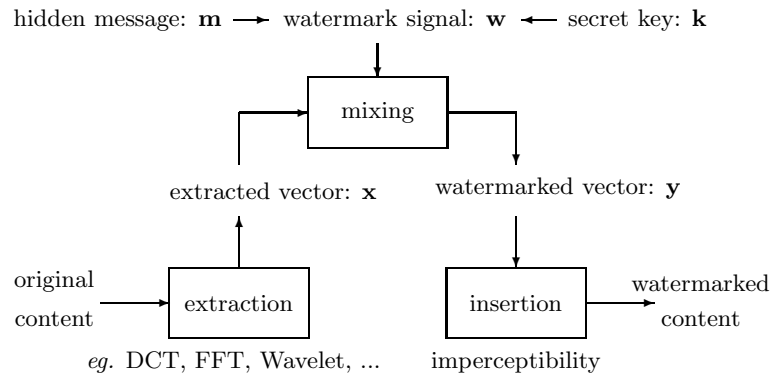 hidden message: m watermark signal: w secret key: k
mixing
extracted vector: x watermarked vector: y
original
content
extraction
insertion
watermarked
content
eg. DCT, FFT, Wavelet, ... imperceptibility